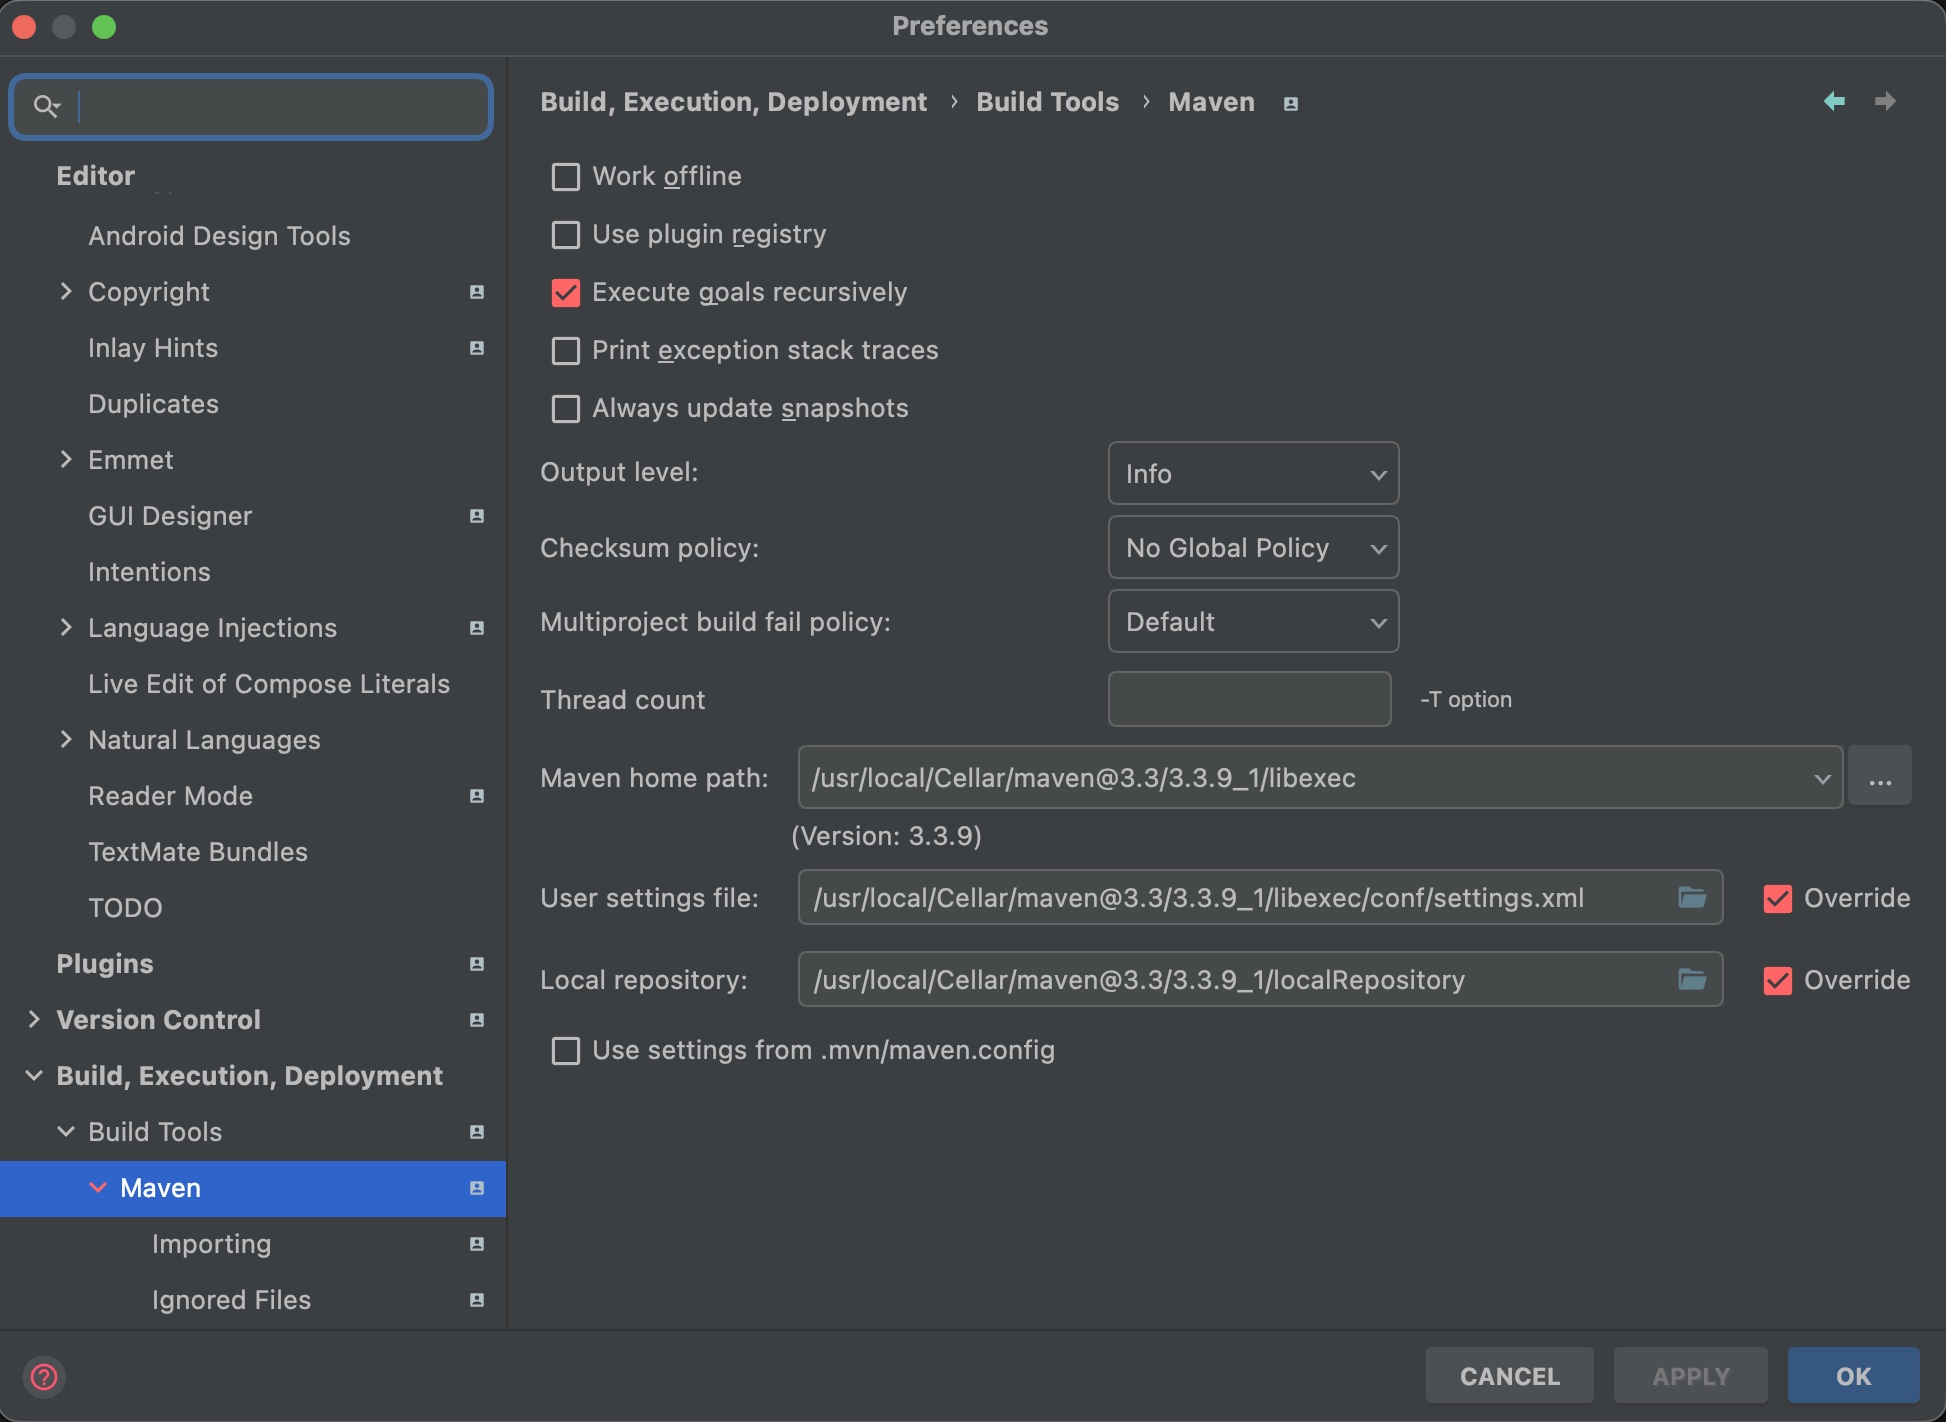 Preferences
Editor
Android Design Tools
Copyright
Inlay Hints
Duplicates
Emmet
GUI Designer
Intentions
Language Injections
Live Edit of Compose Literals
Natural Languages
Reader Mode
TextMate Bundles
TODO
Plugins
Version Control
Build, Execution, Deployment
Build Tools
Maven
Importing
Ignored Files
Build, Execution, Deployment › Build Tools › Maven
Work offline
Use plugin registry
Execute goals recursively
Print exception stack traces
Always update snapshots
Output level: Info
Checksum policy: No Global Policy
Multiproject build fail policy: Default
Thread count -T option
Maven home path: /usr/local/Cellar/maven@3.3/3.3.9_1/libexec ...
(Version: 3.3.9)
User settings file: /usr/local/Cellar/maven@3.3/3.3.9_1/libexec/conf/settings.xml Override
Local repository: /usr/local/Cellar/maven@3.3/3.3.9_1/localRepository Override
Use settings from .mvn/maven.config
? CANCEL APPLY OK